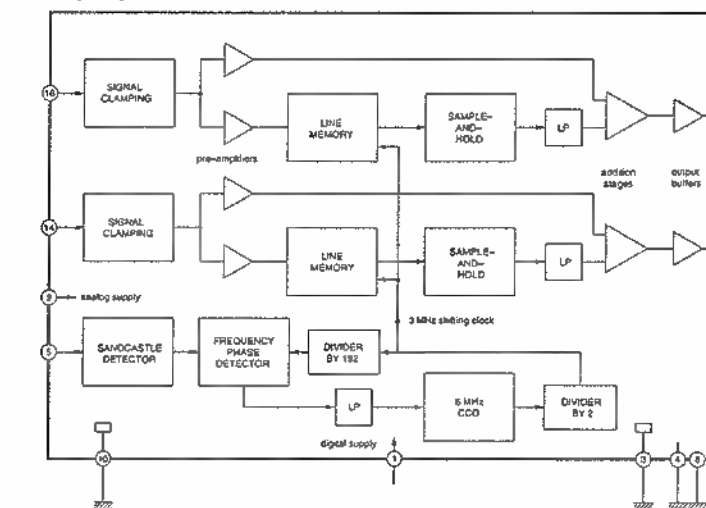 16
SIGNAL
CLAMPING
pre-amplifiers
LINE
MEMORY
SAMPLE-
AND-
HOLD
LP
addition
stages
output
buffers
14
SIGNAL
CLAMPING
LINE
MEMORY
SAMPLE-
AND-
HOLD
LP
2
analog supply
3 MHz shifting clock
5
SANDCASTLE
DETECTOR
FREQUENCY
PHASE
DETECTOR
DIVIDER
BY 192
LP
6 MHz
CCO
DIVIDER
BY 2
digital supply
10
1
3
4
8